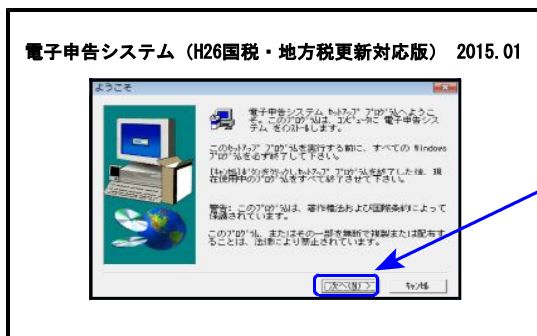 電子申告システム（H26国税・地方税更新対応版） 2015.01
ようこそ
電子申告システム ｾｯﾄｱｯﾌﾟ ﾌﾟﾛｸﾞﾗﾑへようこ
そ。このﾌﾟﾛｸﾞﾗﾑは、ｺﾝﾋﾟｭｰﾀに 電子申告シス
テム をｲﾝｽﾄｰﾙします。
このｾｯﾄｱｯﾌﾟ ﾌﾟﾛｸﾞﾗﾑを実行する前に、すべての Windows
ﾌﾟﾛｸﾞﾗﾑを必ず終了して下さい。
[ｷｬﾝｾﾙ]ﾎﾞﾀﾝをｸﾘｯｸしｾｯﾄｱｯﾌﾟ ﾌﾟﾛｸﾞﾗﾑを終了した後、現
在使用中のﾌﾟﾛｸﾞﾗﾑをすべて終了させて下さい。
警告: このﾌﾟﾛｸﾞﾗﾑは、著作権法および国際条約によって
保護されています。
このﾌﾟﾛｸﾞﾗﾑ、またはその一部を無断で複製または配布す
ることは、法律により禁止されています。
次へ(N) > ｷｬﾝｾﾙ